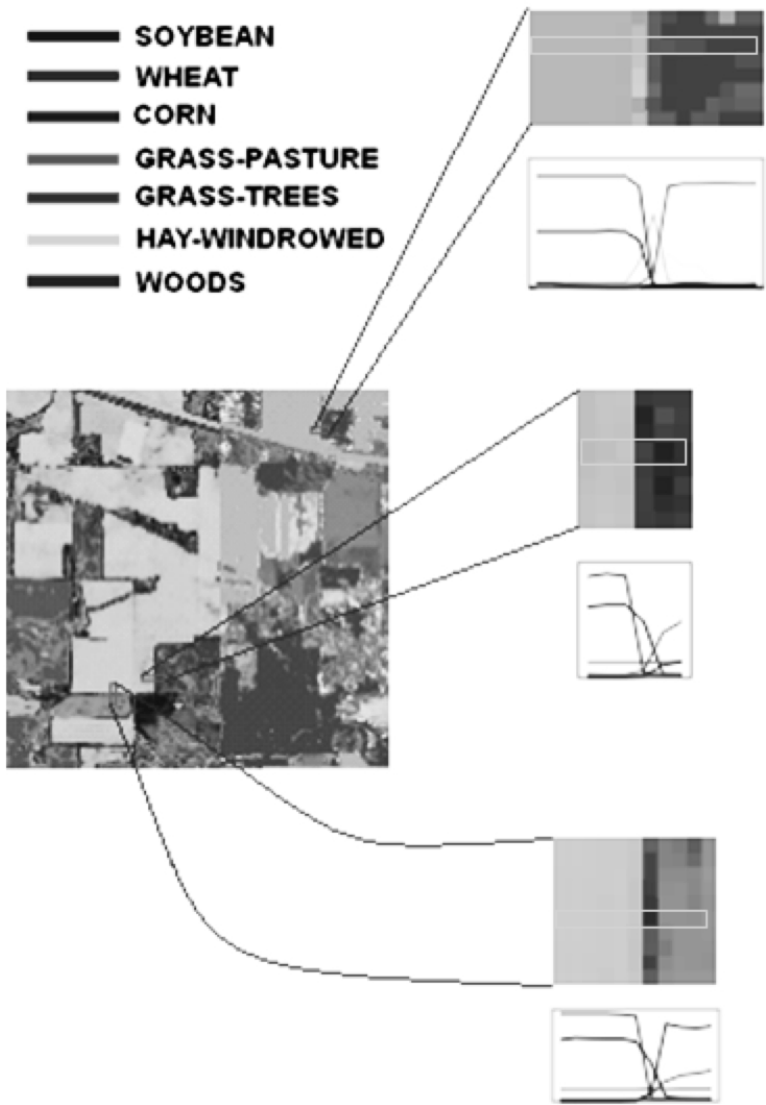 SOYBEAN
WHEAT
CORN
GRASS-PASTURE
GRASS-TREES
HAY-WINDROWED
WOODS